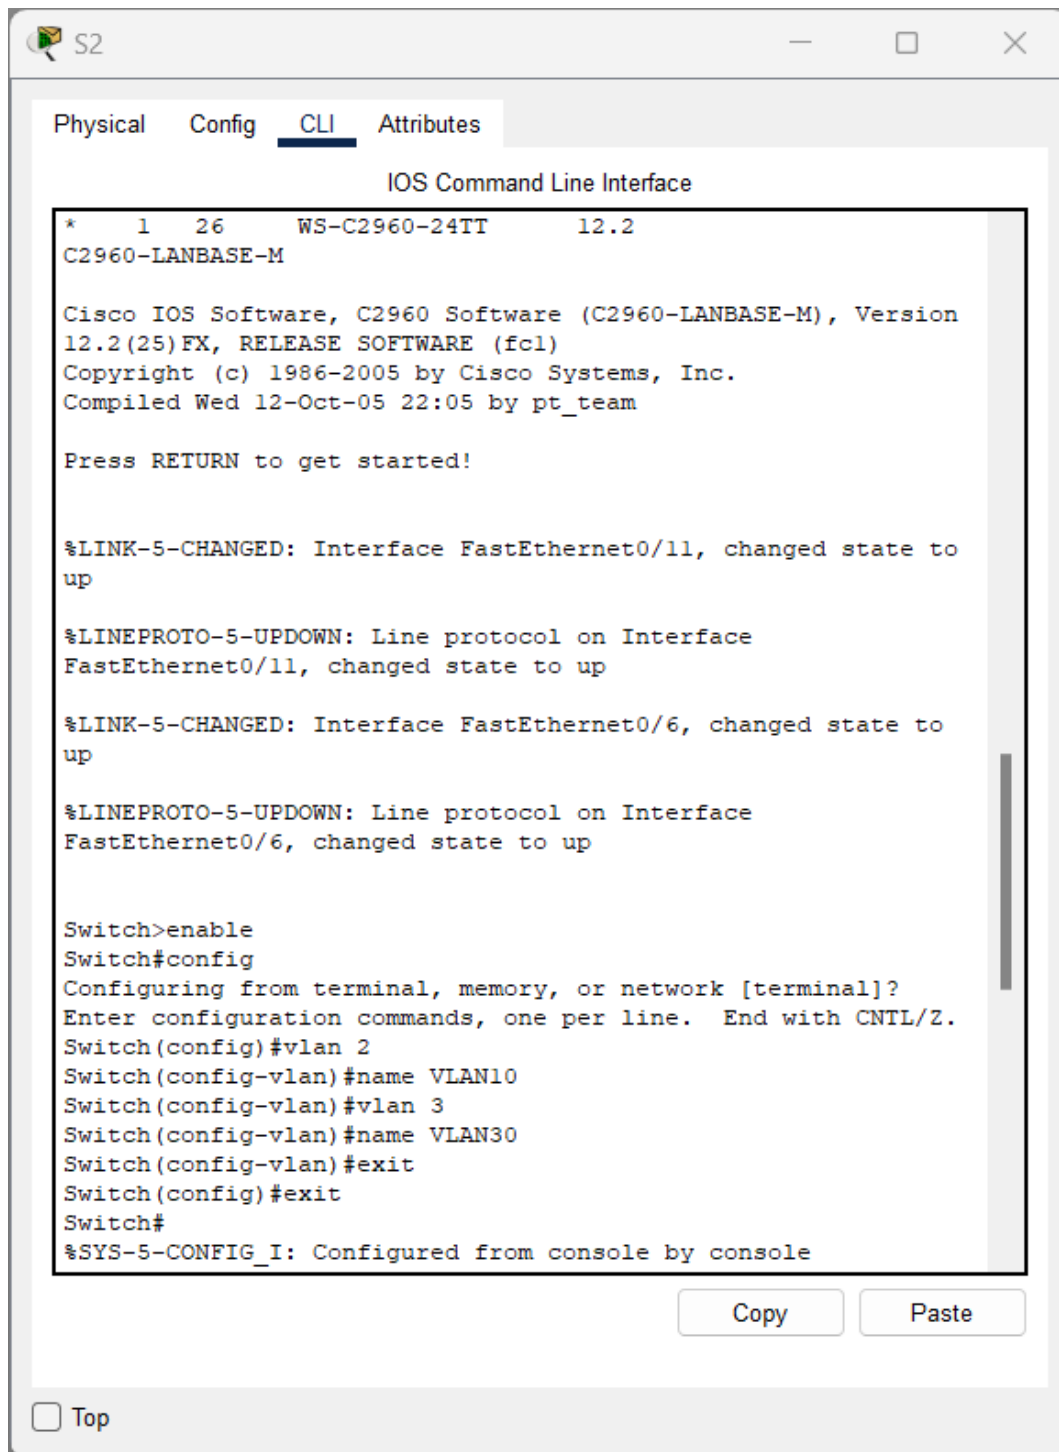 S2
Physical Config CLI Attributes
IOS Command Line Interface
* 1 26 WS-C2960-24TT 12.2
C2960-LANBASE-M
Cisco IOS Software, C2960 Software (C2960-LANBASE-M), Version
12.2(25)FX, RELEASE SOFTWARE (fc1)
Copyright (c) 1986-2005 by Cisco Systems, Inc.
Compiled Wed 12-Oct-05 22:05 by pt_team
Press RETURN to get started!
%LINK-5-CHANGED: Interface FastEthernet0/11, changed state to
up
%LINEPROTO-5-UPDOWN: Line protocol on Interface
FastEthernet0/11, changed state to up
%LINK-5-CHANGED: Interface FastEthernet0/6, changed state to
up
%LINEPROTO-5-UPDOWN: Line protocol on Interface
FastEthernet0/6, changed state to up
Switch>enable
Switch#config
Configuring from terminal, memory, or network [terminal]?
Enter configuration commands, one per line. End with CNTL/Z.
Switch(config)#vlan 2
Switch(config-vlan)#name VLAN10
Switch(config-vlan)#vlan 3
Switch(config-vlan)#name VLAN30
Switch(config-vlan)#exit
Switch(config)#exit
Switch#
%SYS-5-CONFIG_I: Configured from console by console
Copy Paste
Top